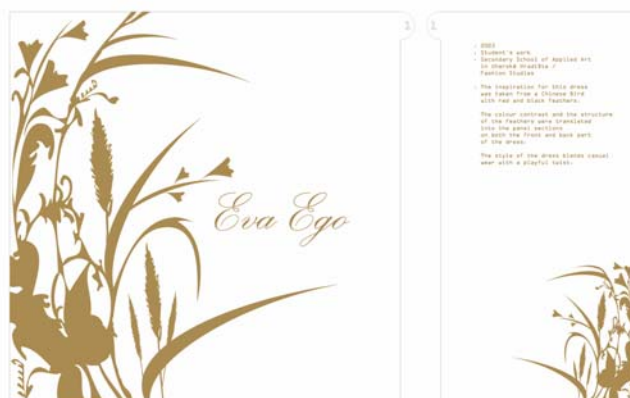 1
Eva Ego
1
: 2003
: Student's work
: Secondary School of Applied Art
in Uherské Hradiště /
Fashion Studies
: The inspiration for this dress
was taken from a Chinese Bird
with red and black feathers.
The colour contrast and the structure
of the feathers were translated
into the panel sections
on both the front and back part
of the dress.
The style of the dress blends casual
wear with a playful twist.